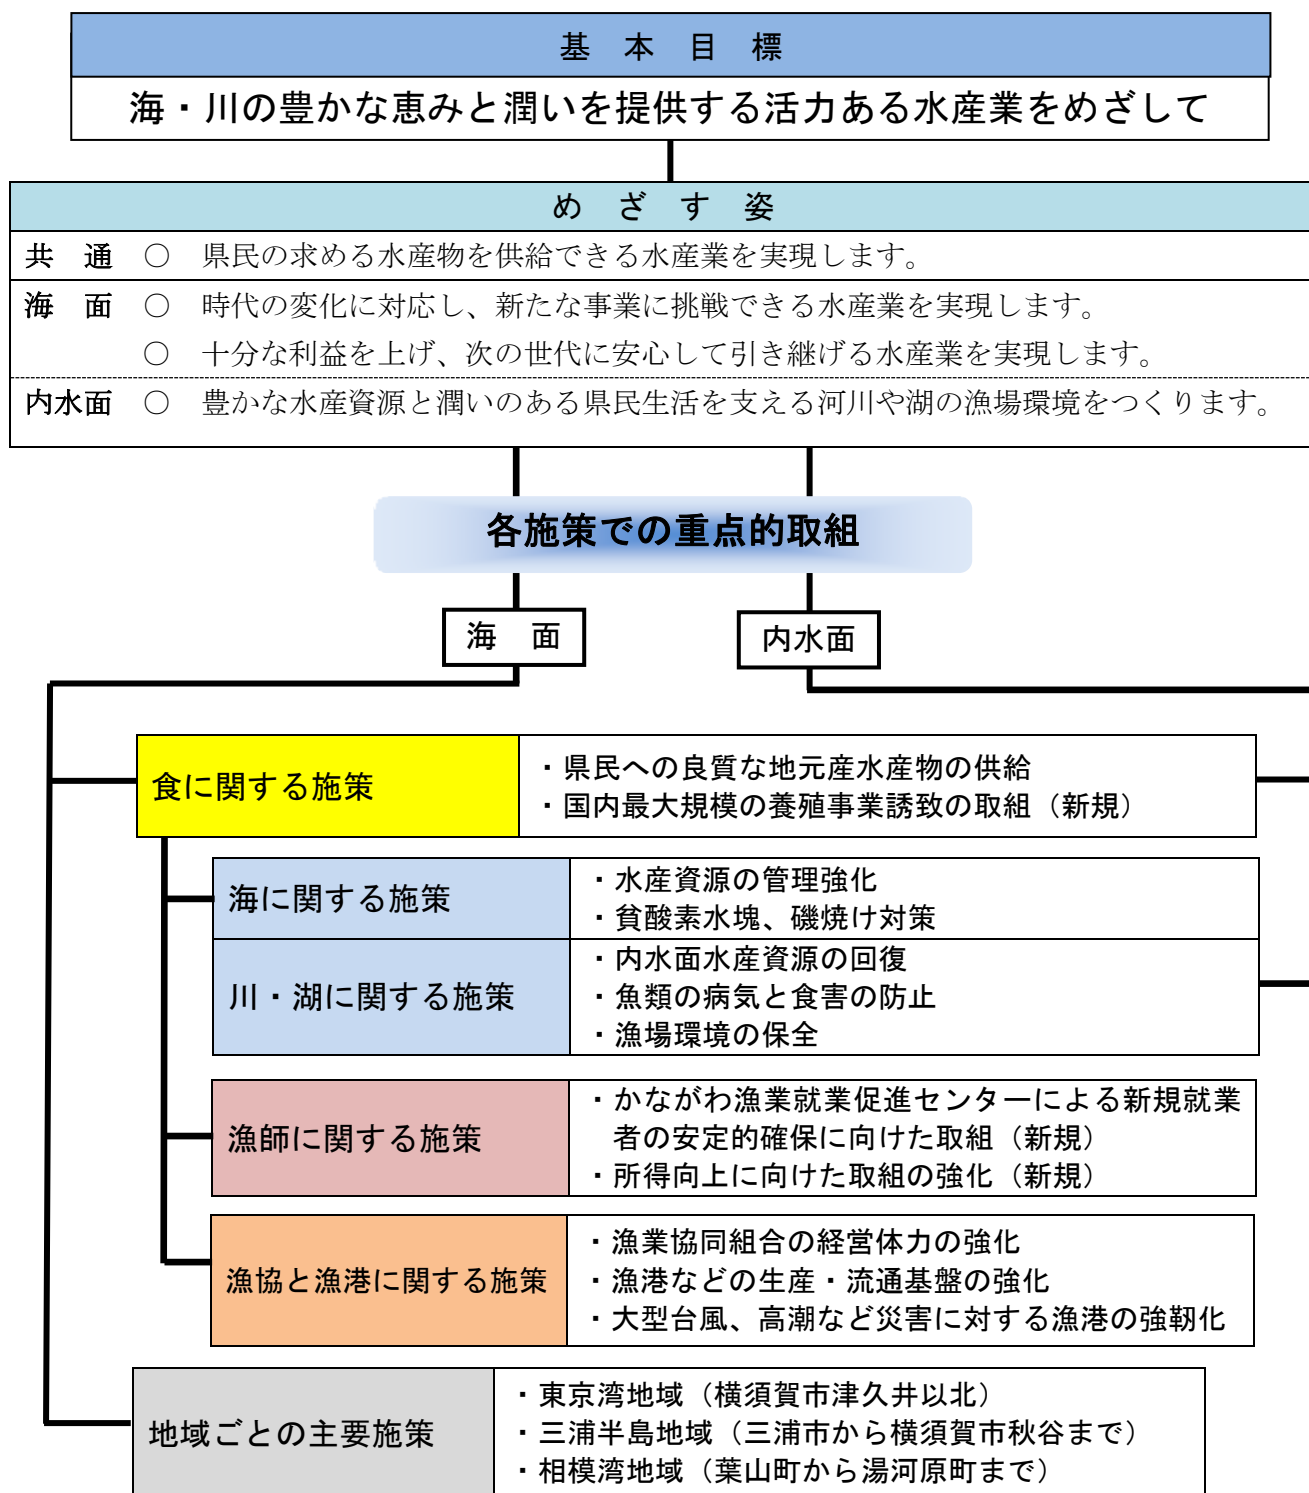 基 本 目 標
海・川の豊かな恵みと潤いを提供する活力ある水産業をめざして
め ざ す 姿
共 通 ○ 県民の求める水産物を供給できる水産業を実現します。
海 面 ○ 時代の変化に対応し、新たな事業に挑戦できる水産業を実現します。
○ 十分な利益を上げ、次の世代に安心して引き継げる水産業を実現します。
内水面 ○ 豊かな水産資源と潤いのある県民生活を支える河川や湖の漁場環境をつくります。
各施策での重点的取組
海 面
内水面
食に関する施策
・県民への良質な地元産水産物の供給
・国内最大規模の養殖事業誘致の取組（新規）
海に関する施策
・水産資源の管理強化
・貧酸素水塊、磯焼け対策
川・湖に関する施策
・内水面水産資源の回復
・魚類の病気と食害の防止
・漁場環境の保全
漁師に関する施策
・かながわ漁業就業促進センターによる新規就業
者の安定的確保に向けた取組（新規）
・所得向上に向けた取組の強化（新規）
漁協と漁港に関する施策
・漁業協同組合の経営体力の強化
・漁港などの生産・流通基盤の強化
・大型台風、高潮など災害に対する漁港の強靭化
地域ごとの主要施策
・東京湾地域（横須賀市津久井以北）
・三浦半島地域（三浦市から横須賀市秋谷まで）
・相模湾地域（葉山町から湯河原町まで）